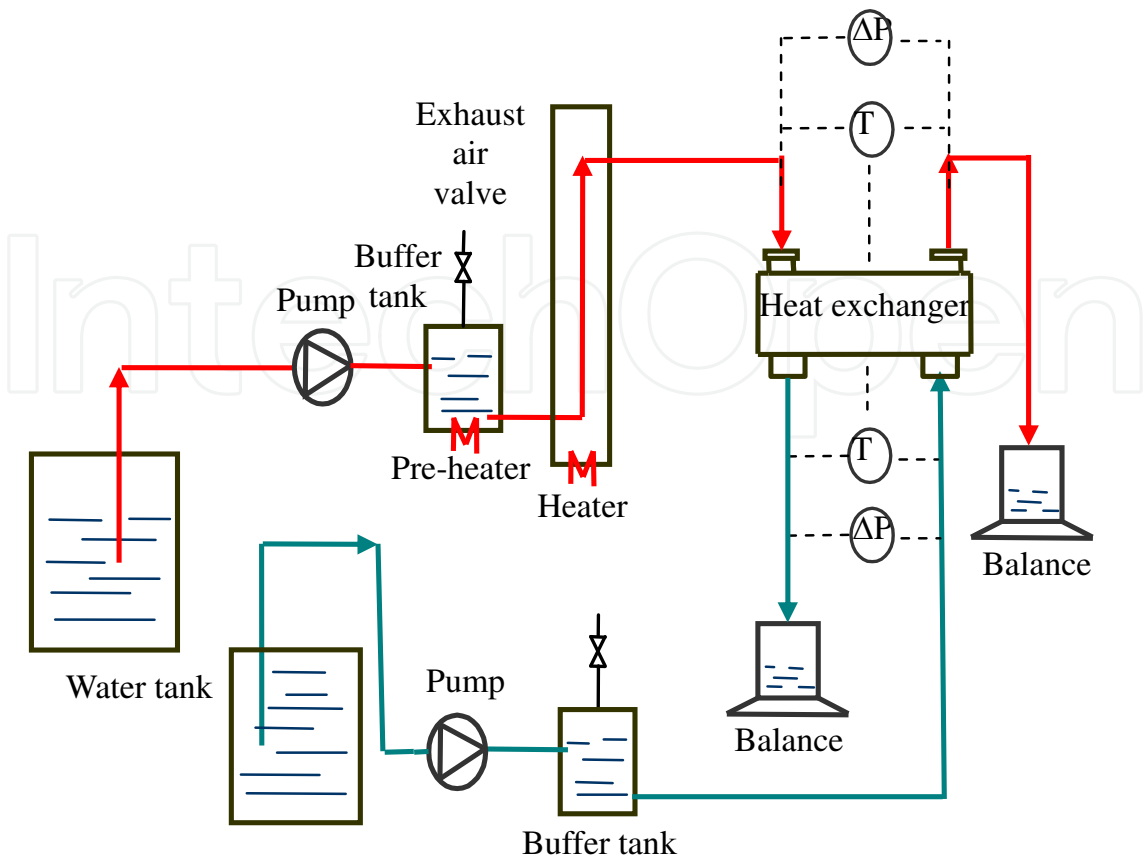 ΔP
Exhaust
air
valve
T
Buffer
tank
Pump
Heat exchanger
IntechOpen
Pre-heater
T
Heater
ΔP
Balance
Water tank
Pump
Balance
Buffer tank